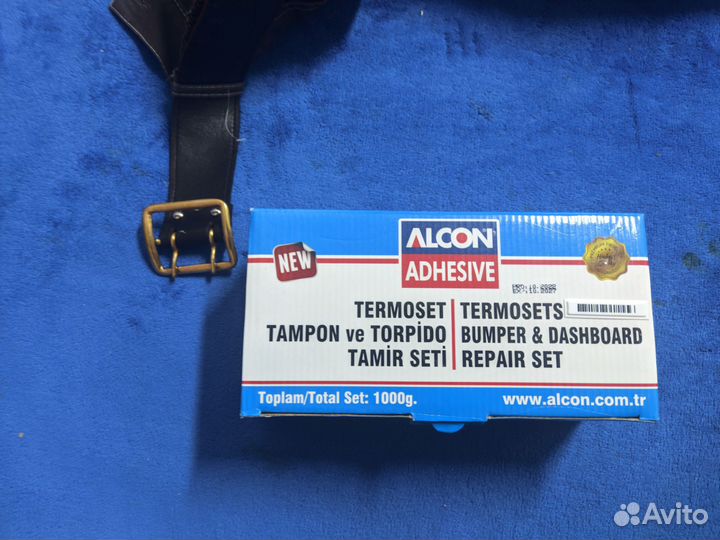 ALCON
ADHESIVE
NEW
TERMOSET
TAMPON ve TORPİDO
TAMİR SETİ
TERMOSETS
BUMPER & DASHBOARD
REPAIR SET
Toplam/Total Set: 1000g.
www.alcon.com.tr
Avito